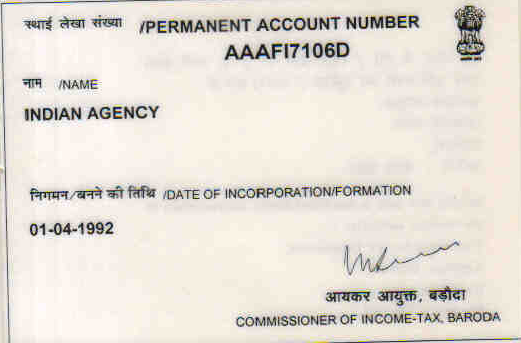 स्थाई लेखा संख्या /PERMANENT ACCOUNT NUMBER
AAAFI7106D
नाम /NAME
INDIAN AGENCY
निगमन/बनने की तिथि /DATE OF INCORPORATION/FORMATION
01-04-1992
आयकर आयुक्त, बड़ौदा
COMMISSIONER OF INCOME-TAX, BARODA